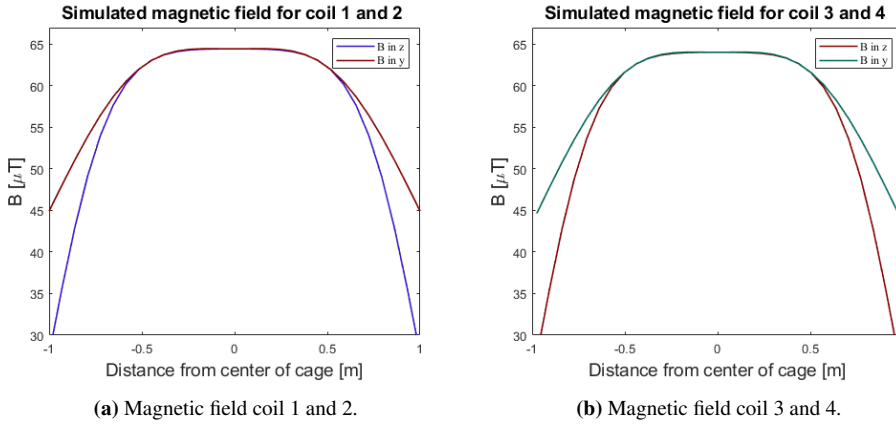 Simulated magnetic field for coil 1 and 2
65
60
55
50
45
40
35
30
B [μT]
B in z
B in y
-1
-0.5
0
0.5
1
Distance from center of cage [m]
(a) Magnetic field coil 1 and 2.
Simulated magnetic field for coil 3 and 4
65
60
55
50
45
40
35
30
B [μT]
B in z
B in y
-1
-0.5
0
0.5
Distance from center of cage [m]
(b) Magnetic field coil 3 and 4.